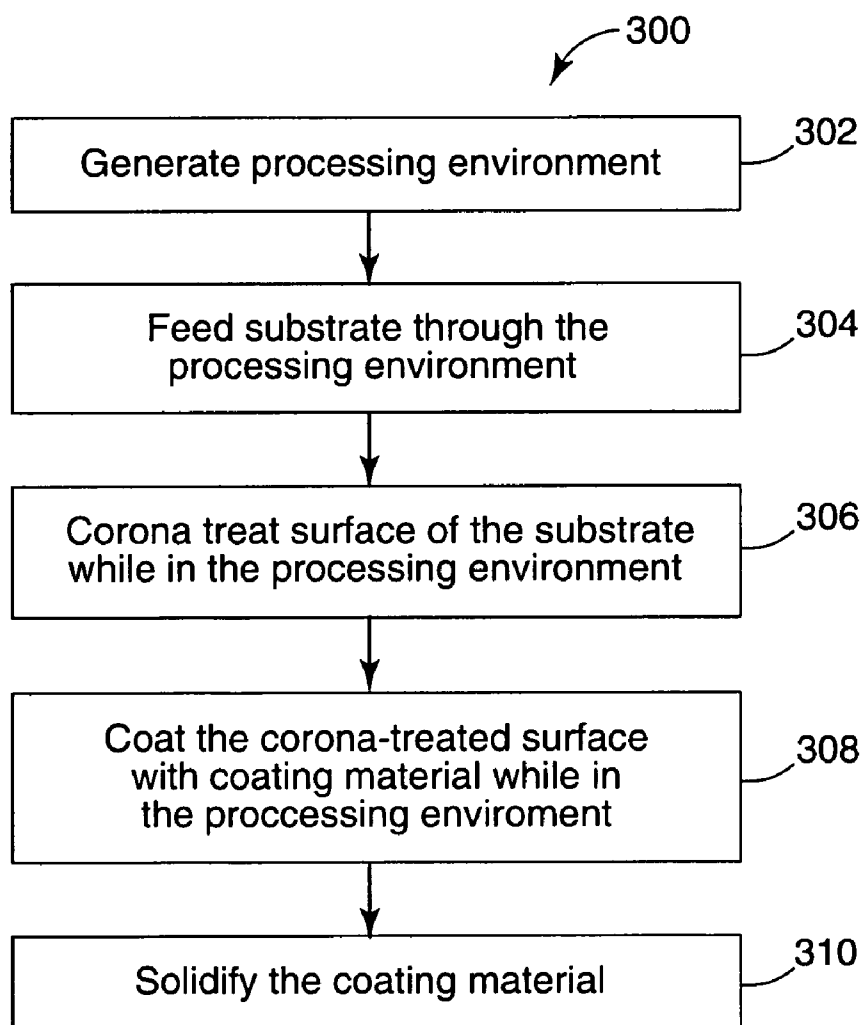 300
Generate processing environment
302
Feed substrate through the
processing environment
304
Corona treat surface of the substrate
while in the processing environment
306
Coat the corona-treated surface
with coating material while in
the proccessing enviroment
308
Solidify the coating material
310